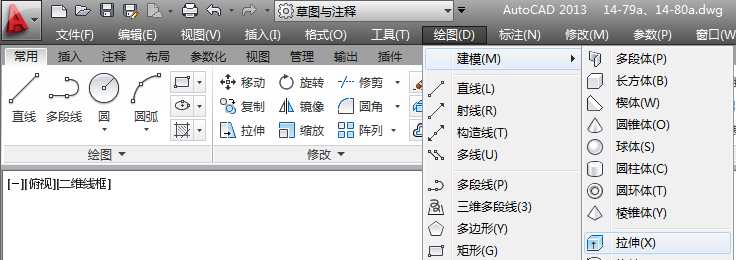 草图与注释 AutoCAD 2013 14-79a、14-80a.dwg
文件(F) 编辑(E) 视图(V) 插入(I) 格式(O) 工具(T) 绘图(D) 标注(N) 修改(M) 参数(P) 窗口(W
常用 插入 注释 布局 参数化 视图 管理 输出 插件
直线 多段线 圆 圆弧
移动 旋转 修剪
复制 镜像 圆角
拉伸 缩放 阵列
绘图 修改
[−][俯视][二维线框]
建模(M)
直线(L)
射线(R)
构造线(T)
多线(U)
多段线(P)
三维多段线(3)
多边形(Y)
矩形(G)
多段体(P)
长方体(B)
楔体(W)
圆锥体(O)
球体(S)
圆柱体(C)
圆环体(T)
棱锥体(Y)
拉伸(X)